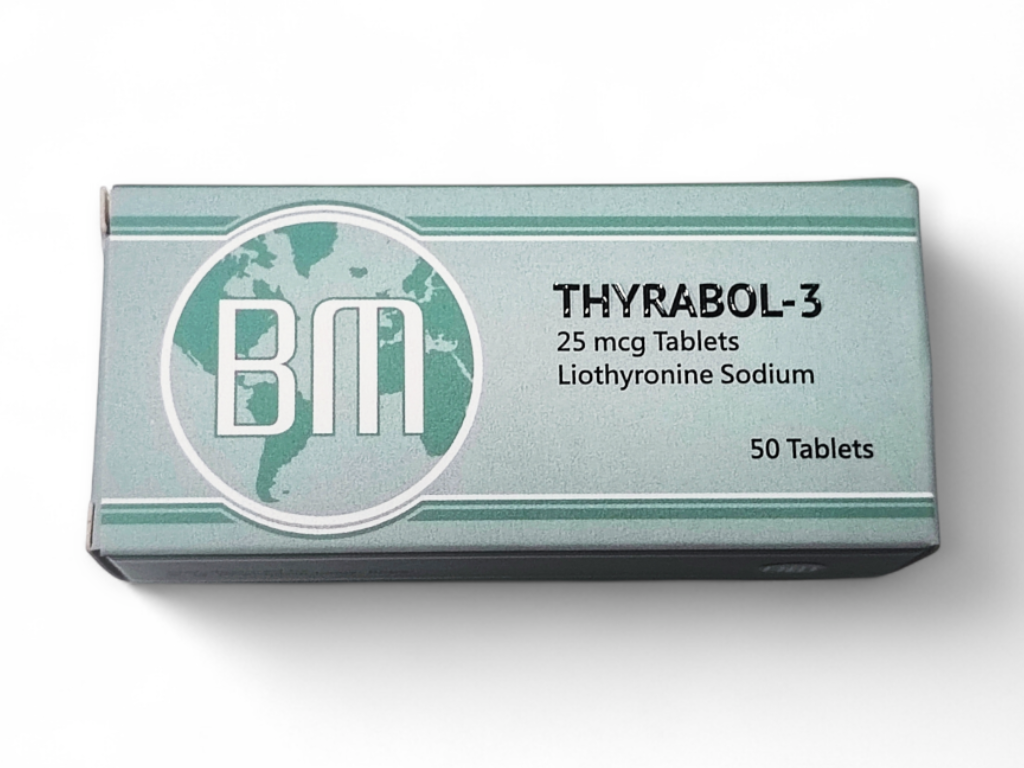 BM
THYRABOL-3
25 mcg Tablets
Liothyronine Sodium
50 Tablets